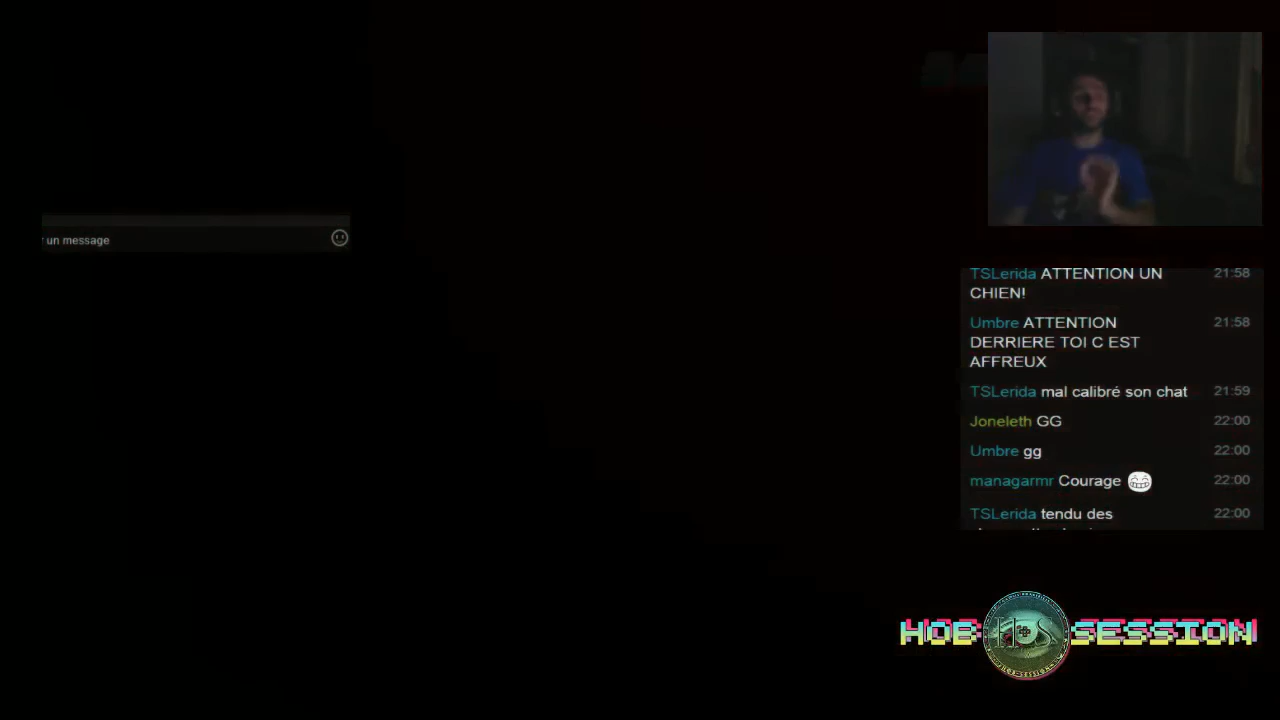 un message
TSLerida ATTENTION UN 21:58
CHIEN!
Umbre ATTENTION 21:58
DERRIERE TOI C EST
AFFREUX
TSLerida mal calibré son chat 21:59
Joneleth GG 22:00
Umbre gg 22:00
managarmr Courage 22:00
TSLerida tendu des 22:00
HOB SESSION